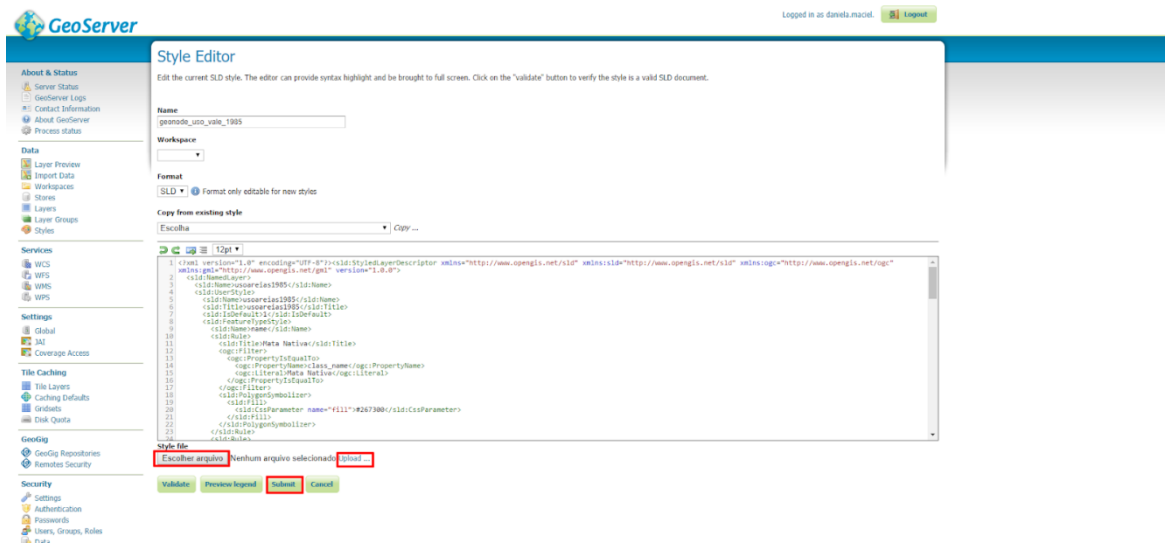 GeoServer
Logged in as daniela.maciel. Logout
About & Status
Server Status
GeoServer Logs
Contact Information
About GeoServer
Process status
Data
Layer Preview
Import Data
Workspaces
Stores
Layers
Layer Groups
Styles
Services
WCS
WFS
WMS
WPS
Settings
Global
JAI
Coverage Access
Tile Caching
Tile Layers
Caching Defaults
Gridsets
Disk Quota
GeoGig
GeoGig Repositories
Remotes Security
Security
Settings
Authentication
Passwords
Users, Groups, Roles
Data
Style Editor
Edit the current SLD style. The editor can provide syntax highlight and be brought to full screen. Click on the "validate" button to verify the style is a valid SLD document.
Name
geonode_uso_vale_1985
Workspace
Format
SLD Format only editable for new styles
Copy from existing style
Escolha Copy ...
12pt
1 <?xml version="1.0" encoding="UTF-8"?><sld:StyledLayerDescriptor xmlns="http://www.opengis.net/sld" xmlns:sld="http://www.opengis.net/sld" xmlns:ogc="http://www.opengis.net/ogc"
xmlns:gml="http://www.opengis.net/gml" version="1.0.0">
2 <sld:NamedLayer>
3 <sld:Name>usoareias1985</sld:Name>
4 <sld:UserStyle>
5 <sld:Name>usoareias1985</sld:Name>
6 <sld:Title>usoareias1985</sld:Title>
7 <sld:IsDefault>1</sld:IsDefault>
8 <sld:FeatureTypeStyle>
9 <sld:Name>name</sld:Name>
10 <sld:Rule>
11 <sld:Title>Mata Nativa</sld:Title>
12 <ogc:Filter>
13 <ogc:PropertyIsEqualTo>
14 <ogc:PropertyName>class_name</ogc:PropertyName>
15 <ogc:Literal>Mata Nativa</ogc:Literal>
16 </ogc:PropertyIsEqualTo>
17 </ogc:Filter>
18 <sld:PolygonSymbolizer>
19 <sld:Fill>
20 <sld:CssParameter name="fill">#267300</sld:CssParameter>
21 </sld:Fill>
22 </sld:PolygonSymbolizer>
23 </sld:Rule>
24 <sld:Rule>
Style file
Escolher arquivo Nenhum arquivo selecionado Upload ...
Validate Preview legend Submit Cancel